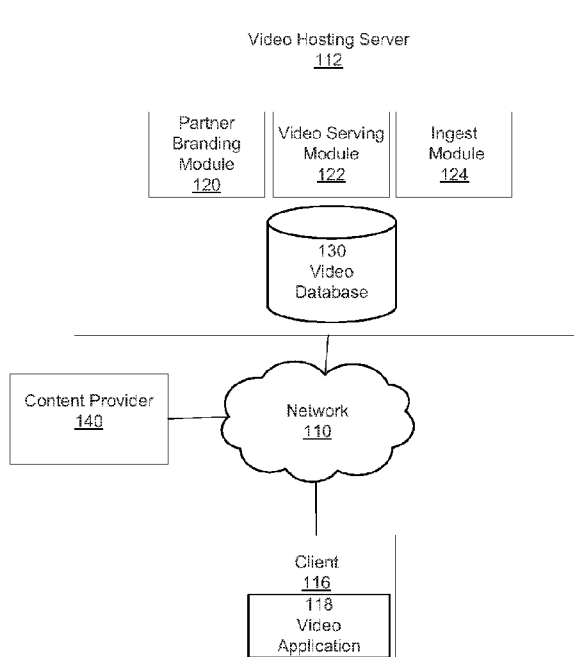 Video Hosting Server
112
Partner
Branding
Module
120
Video Serving
Module
122
Ingest
Module
124
130
Video
Database
Content Provider
140
Network
110
Client
116
118
Video
Application